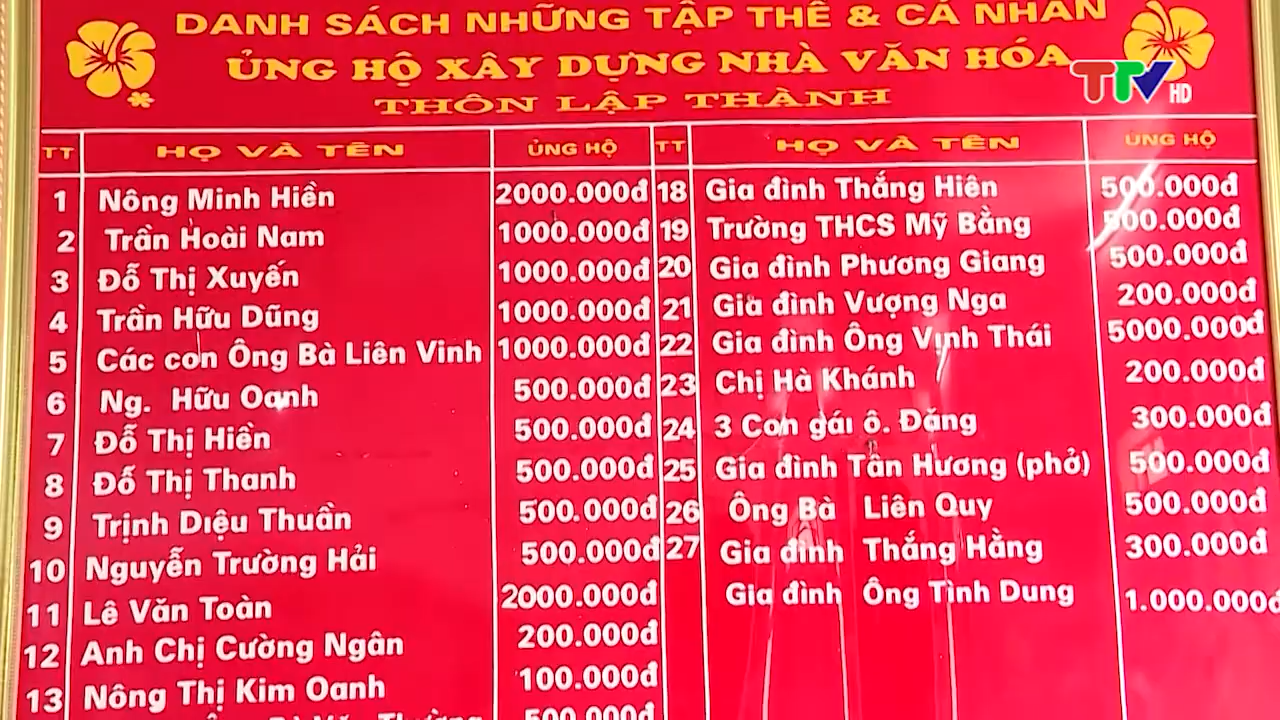 DANH SÁCH NHỮNG TẬP THỂ & CÁ NHÂN
ỦNG HỘ XÂY DỰNG NHÀ VĂN HÓA
TTV HD
THÔN LẬP THÀNH
TT HỌ VÀ TÊN ỦNG HỘ TT HỌ VÀ TÊN ỦNG HỘ
1 Nông Minh Hiền 2000.000đ 18 Gia đình Thắng Hiên 500.000đ
2 Trần Hoài Nam 1000.000đ 19 Trường THCS Mỹ Bằng 500.000đ
3 Đỗ Thị Xuyến 1000.000đ 20 Gia đình Phương Giang 500.000đ
4 Trần Hữu Dũng 1000.000đ 21 Gia đình Vượng Nga 200.000đ
5 Các con Ông Bà Liên Vinh 1000.000đ 22 Gia đình Ông Vịnh Thái 5000.000đ
6 Ng. Hữu Oanh 500.000đ 23 Chị Hà Khánh 200.000đ
7 Đỗ Thị Hiền 500.000đ 24 3 Con gái ô. Đăng 300.000đ
8 Đỗ Thị Thanh 500.000đ 25 Gia đình Tân Hương (phở) 500.000đ
9 Trịnh Diệu Thuần 500.000đ 26 Ông Bà Liên Quy 500.000đ
10 Nguyễn Trường Hải 500.000đ 27 Gia đình Thắng Hằng 300.000đ
11 Lê Văn Toàn 2000.000đ Gia đình Ông Tình Dung 1.000.000đ
12 Anh Chị Cường Ngân 200.000đ
13 Nông Thị Kim Oanh 100.000đ
500.000đ